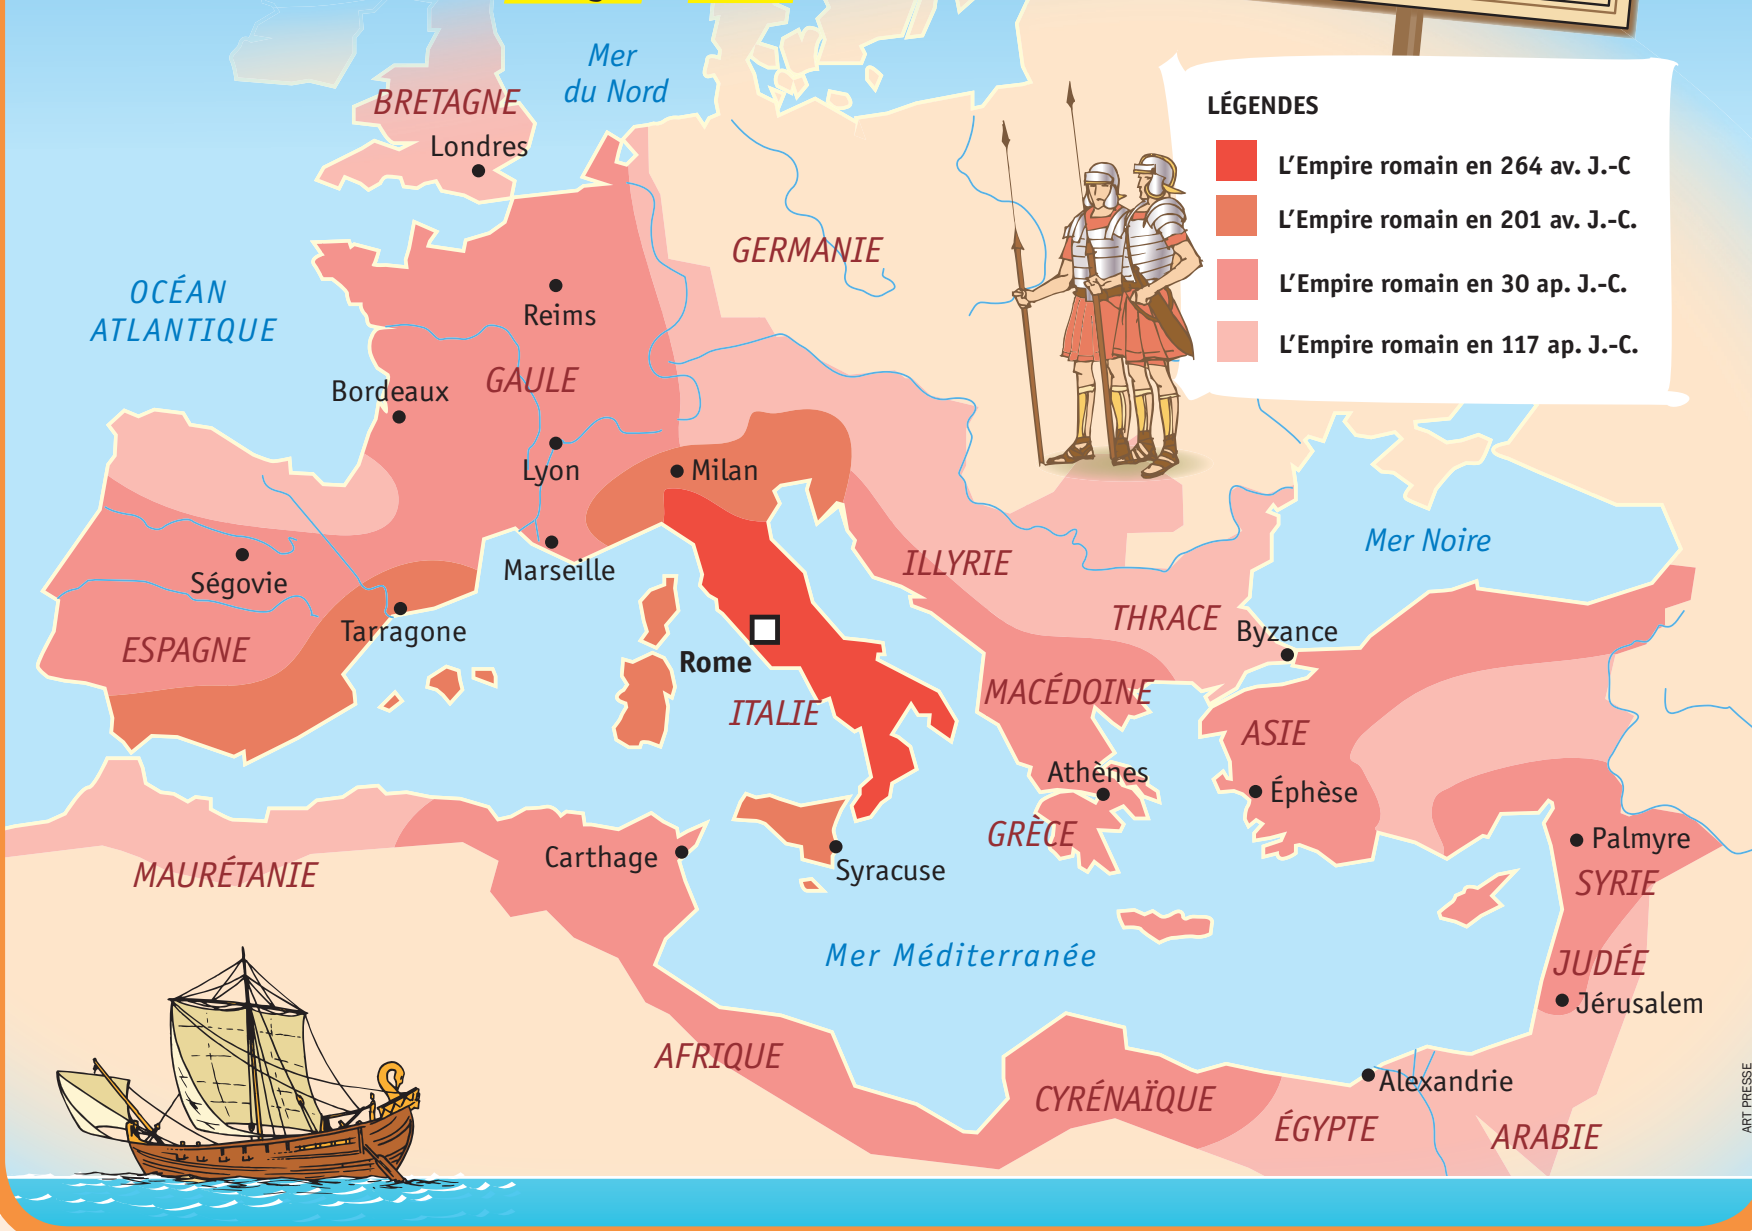 Mer
du Nord
BRETAGNE
Londres
LÉGENDES
L'Empire romain en 264 av. J.-C
L'Empire romain en 201 av. J.-C.
L'Empire romain en 30 ap. J.-C.
L'Empire romain en 117 ap. J.-C.
GERMANIE
OCÉAN
ATLANTIQUE
Reims
GAULE
Bordeaux
Lyon
Milan
Mer Noire
ILLYRIE
Marseille
Ségovie
THRACE
Byzance
Tarragone
ESPAGNE
Rome
MACÉDOINE
ITALIE
ASIE
Athènes
Éphèse
GRÈCE
Palmyre
Carthage
Syracuse
MAURÉTANIE
SYRIE
Mer Méditerranée
JUDÉE
Jérusalem
AFRIQUE
CYRÉNAÏQUE
Alexandrie
ÉGYPTE
ARABIE
ART PRESSE